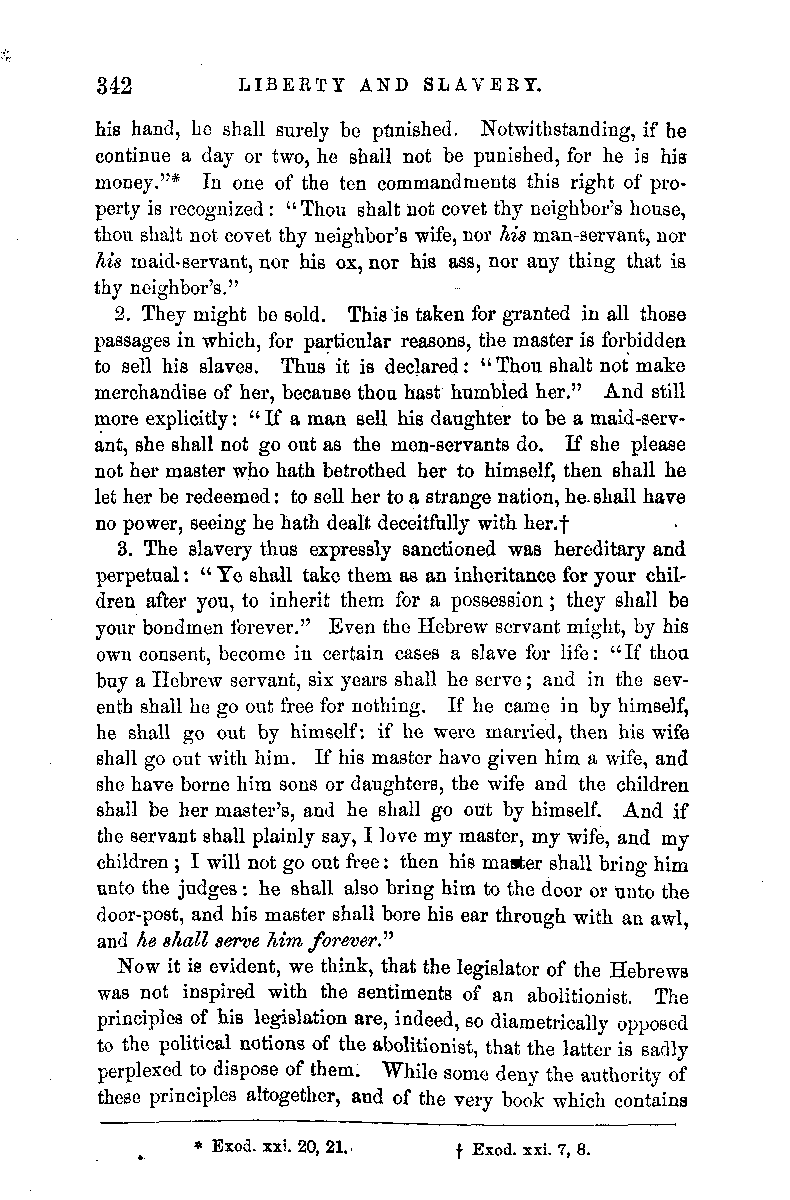 342 LIBERTY AND SLAVERY.
his hand, he shall surely be punished. Notwithstanding, if he
continue a day or two, he shall not be punished, for he is his
money."* In one of the ten commandments this right of pro-
perty is recognized: "Thou shalt not covet thy neighbor's house,
thou shalt not covet thy neighbor's wife, nor his man-servant, nor
his maid-servant, nor his ox, nor his ass, nor any thing that is
thy neighbor's."
2. They might be sold. This is taken for granted in all those
passages in which, for particular reasons, the master is forbidden
to sell his slaves. Thus it is declared: "Thou shalt not make
merchandise of her, because thou hast humbled her." And still
more explicitly: "If a man sell his daughter to be a maid-serv-
ant, she shall not go out as the men-servants do. If she please
not her master who hath betrothed her to himself, then shall he
let her be redeemed: to sell her to a strange nation, he shall have
no power, seeing he hath dealt deceitfully with her.†
3. The slavery thus expressly sanctioned was hereditary and
perpetual: "Ye shall take them as an inheritance for your chil-
dren after you, to inherit them for a possession; they shall be
your bondmen forever." Even the Hebrew servant might, by his
own consent, become in certain cases a slave for life: "If thou
buy a Hebrew servant, six years shall he serve; and in the sev-
enth shall he go out free for nothing. If he came in by himself,
he shall go out by himself: if he were married, then his wife
shall go out with him. If his master have given him a wife, and
she have borne him sons or daughters, the wife and the children
shall be her master's, and he shall go out by himself. And if
the servant shall plainly say, I love my master, my wife, and my
children; I will not go out free: then his master shall bring him
unto the judges: he shall also bring him to the door or unto the
door-post, and his master shall bore his ear through with an awl,
and he shall serve him forever."
Now it is evident, we think, that the legislator of the Hebrews
was not inspired with the sentiments of an abolitionist. The
principles of his legislation are, indeed, so diametrically opposed
to the political notions of the abolitionist, that the latter is sadly
perplexed to dispose of them. While some deny the authority of
these principles altogether, and of the very book which contains
* Exod. xxi. 20, 21. † Exod. xxi. 7, 8.